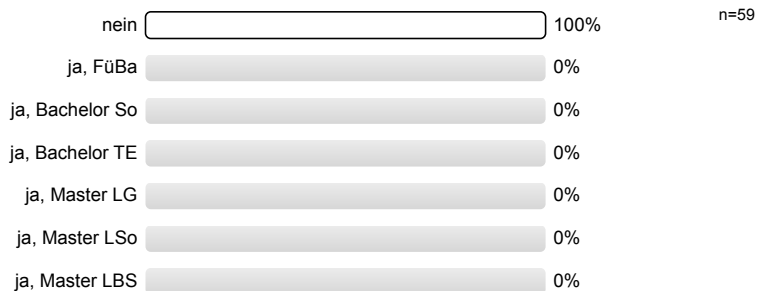 nein 100% n=59
ja, FüBa 0%
ja, Bachelor So 0%
ja, Bachelor TE 0%
ja, Master LG 0%
ja, Master LSo 0%
ja, Master LBS 0%